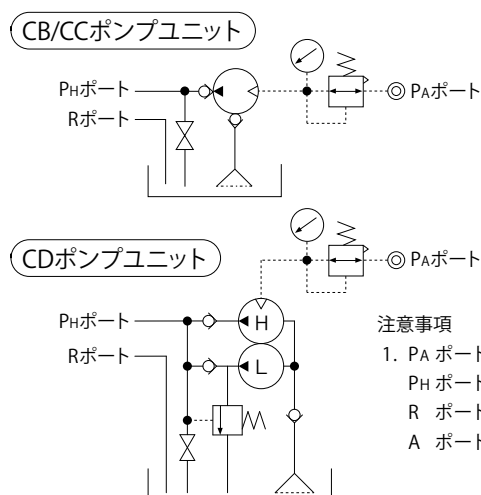 CB/CCポンプユニット
PHポート
Rポート
PAポート
CDポンプユニット
PAポート
PHポート
Rポート
H
L
注意事項
1. PA ポート
PH ポート
R ポート
A ポート